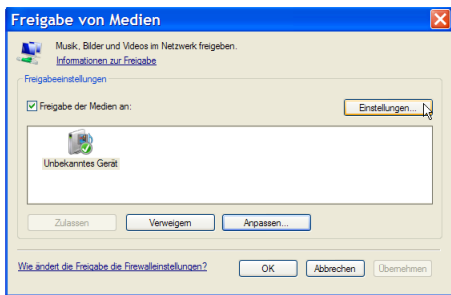 Freigabe von Medien
Musik, Bilder und Videos im Netzwerk freigeben.
Informationen zur Freigabe
Freigabeeinstellungen
Freigabe der Medien an:
Einstellungen...
Unbekanntes Gerät
Zulassen
Verweigern
Anpassen...
Wie ändert die Freigabe die Firewalleinstellungen?
OK
Abbrechen
Übernehmen